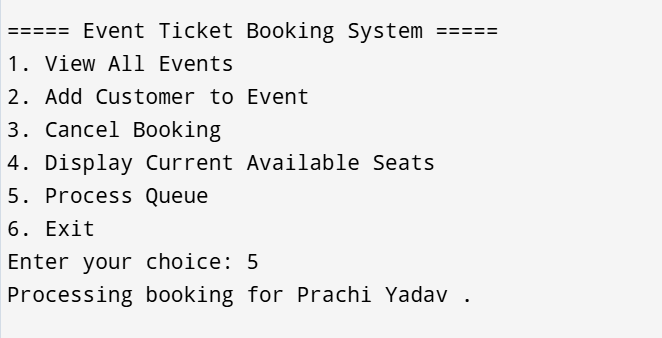 ===== Event Ticket Booking System =====
1. View All Events
2. Add Customer to Event
3. Cancel Booking
4. Display Current Available Seats
5. Process Queue
6. Exit
Enter your choice: 5
Processing booking for Prachi Yadav .